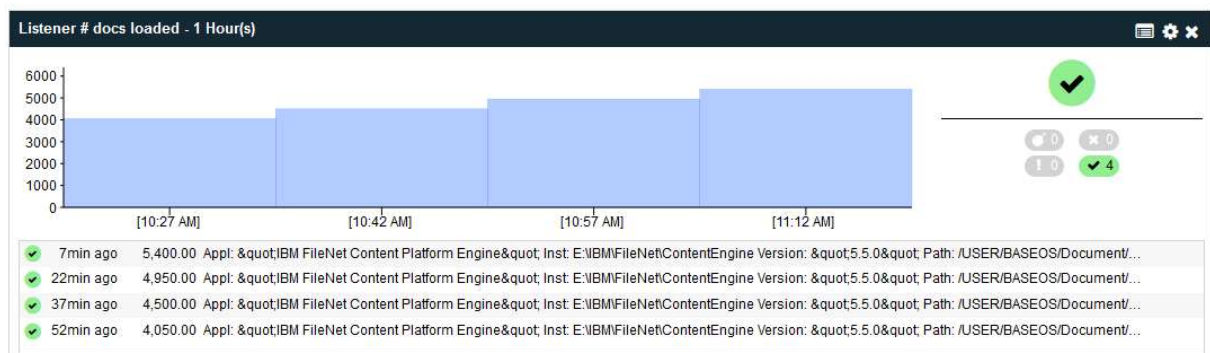 Listener # docs loaded - 1 Hour(s)
6000
5000
4000
3000
2000
1000
0
[10:27 AM] [10:42 AM] [10:57 AM] [11:12 AM]
0 0
0 4
7min ago 5,400.00 Appl: &quot;IBM FileNet Content Platform Engine&quot; Inst: E:\IBM\FileNet\ContentEngine Version: &quot;5.5.0&quot; Path: /USER/BASEOS/Document/...
22min ago 4,950.00 Appl: &quot;IBM FileNet Content Platform Engine&quot; Inst: E:\IBM\FileNet\ContentEngine Version: &quot;5.5.0&quot; Path: /USER/BASEOS/Document/...
37min ago 4,500.00 Appl: &quot;IBM FileNet Content Platform Engine&quot; Inst: E:\IBM\FileNet\ContentEngine Version: &quot;5.5.0&quot; Path: /USER/BASEOS/Document/...
52min ago 4,050.00 Appl: &quot;IBM FileNet Content Platform Engine&quot; Inst: E:\IBM\FileNet\ContentEngine Version: &quot;5.5.0&quot; Path: /USER/BASEOS/Document/...